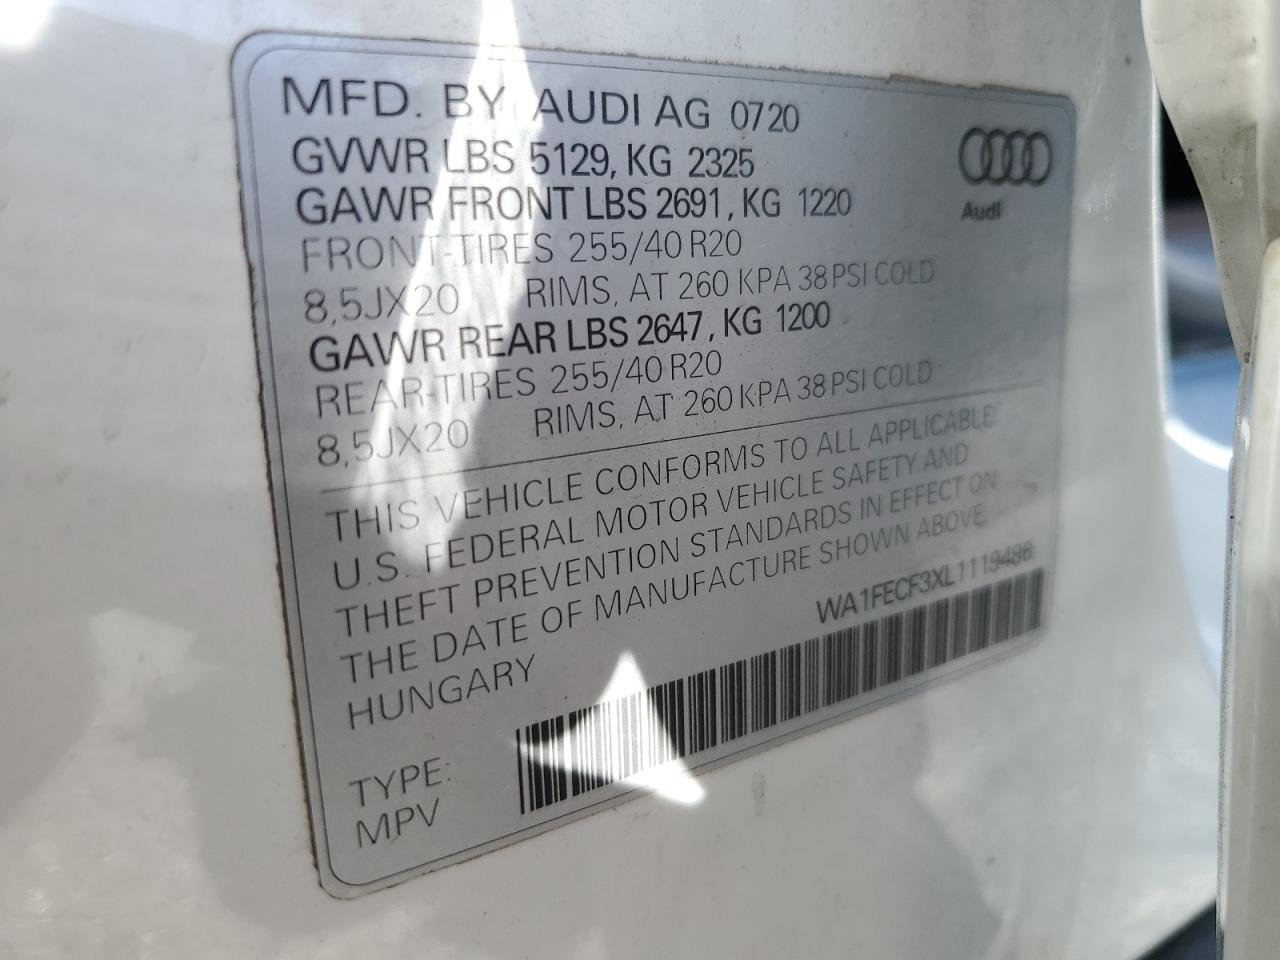 MFD. BY AUDI AG 0720
GVWR LBS 5129, KG 2325
GAWR FRONT LBS 2691, KG 1220
FRONT-TIRES 255/40 R20
8,5JX20 RIMS, AT 260 KPA 38 PSI COLD
GAWR REAR LBS 2647, KG 1200
REAR-TIRES 255/40 R20
8,5JX20 RIMS, AT 260 KPA 38 PSI COLD
Audi
THIS VEHICLE CONFORMS TO ALL APPLICABLE
U.S. FEDERAL MOTOR VEHICLE SAFETY AND
THEFT PREVENTION STANDARDS IN EFFECT ON
THE DATE OF MANUFACTURE SHOWN ABOVE
HUNGARY
WA1FECF3XL1119486
TYPE:
MPV